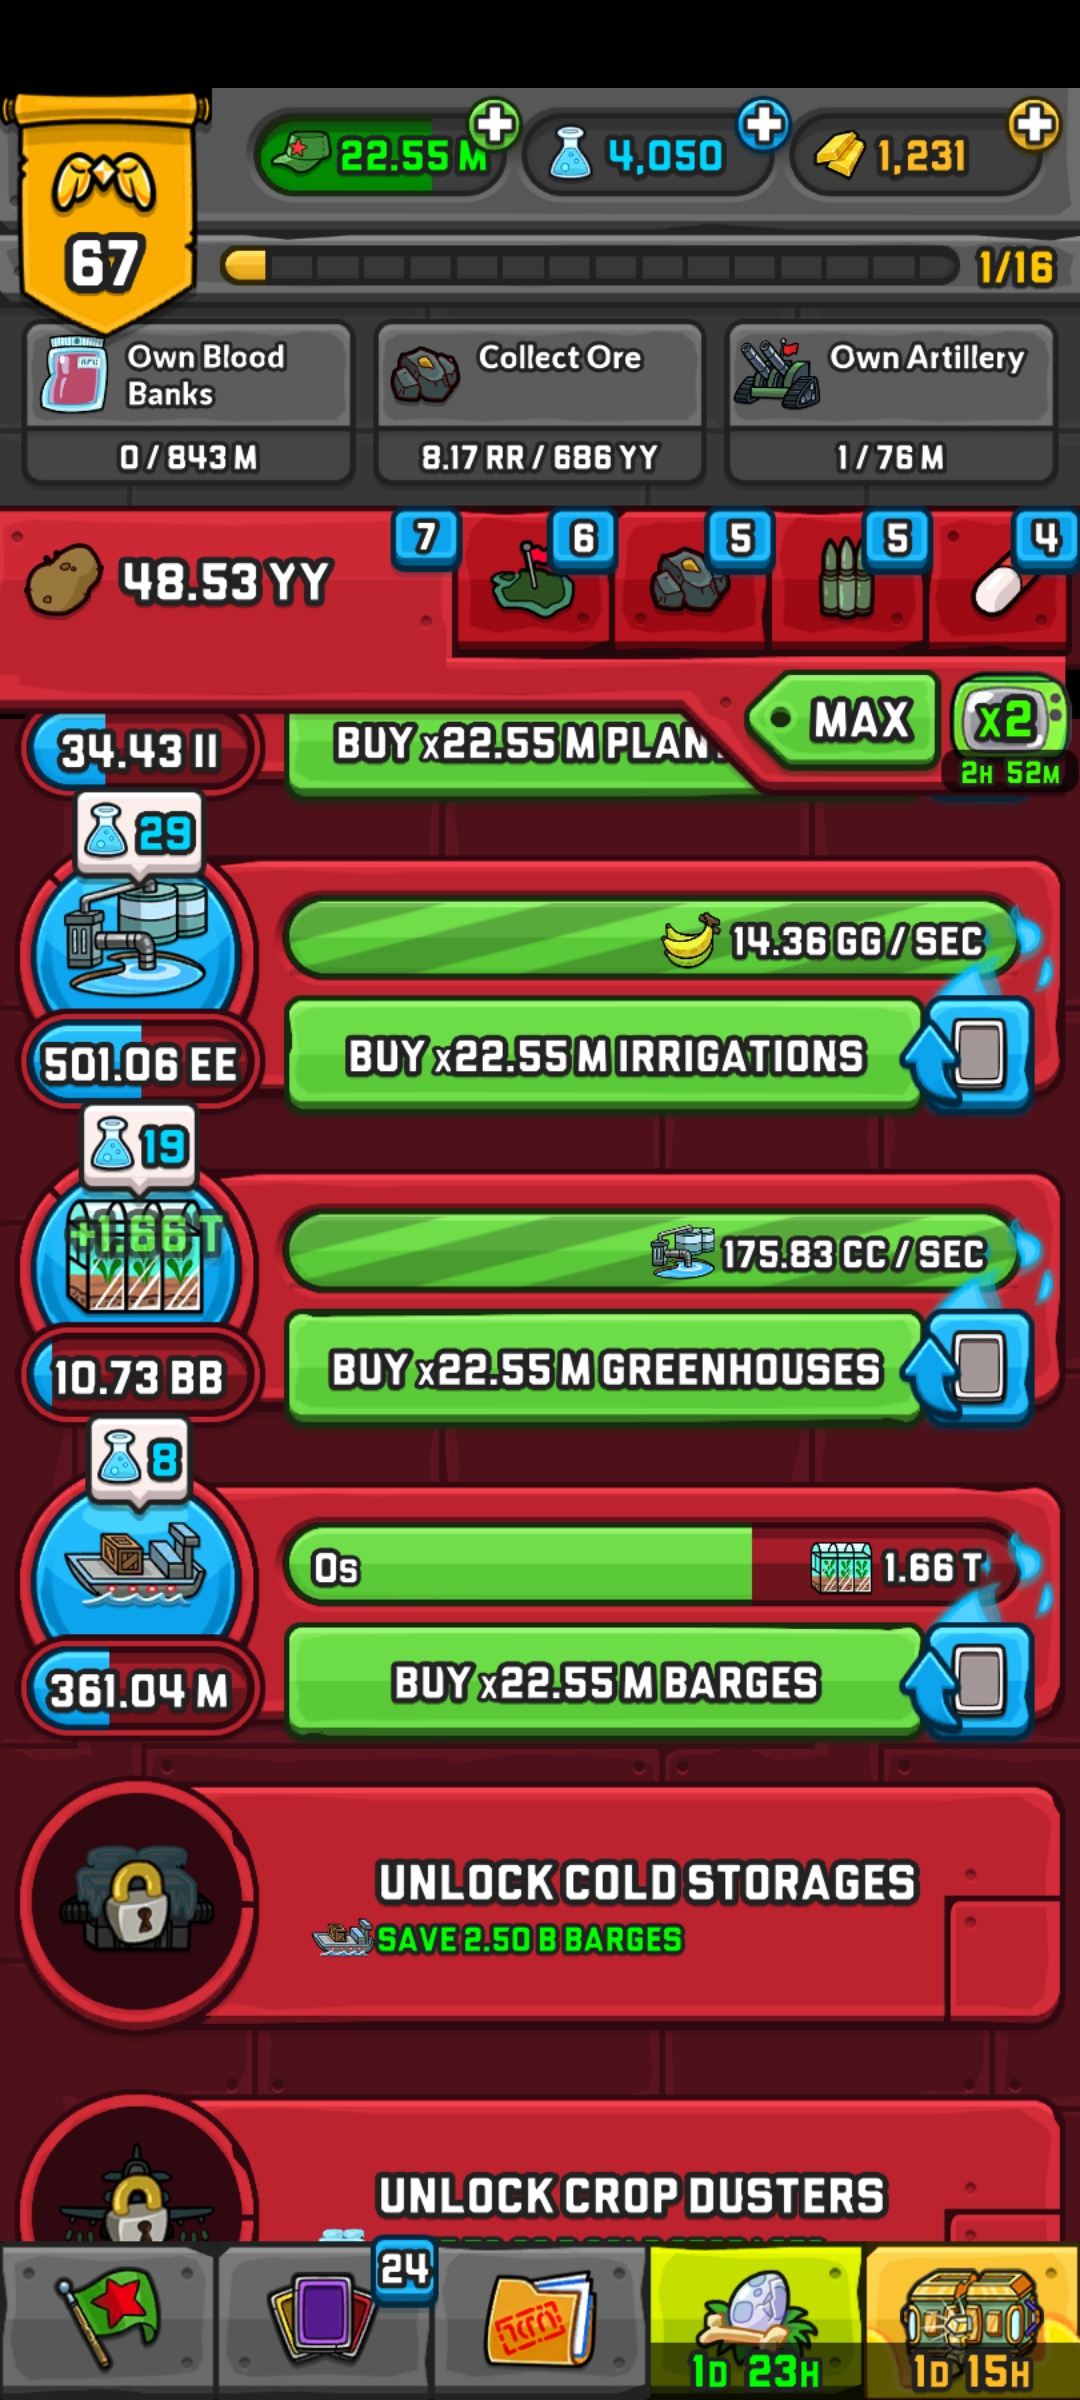 22.55 M
4,050
1,231
67
1/16
Own Blood
Banks
0 / 843 M
Collect Ore
8.17 RR / 686 YY
Own Artillery
1 / 76 M
48.53 YY
7
6
5
5
4
MAX
x2
2H 52M
34.43 II
BUY x22.55 M PLAN
29
14.36 GG / SEC
501.06 EE
BUY x22.55 M IRRIGATIONS
19
+1.66 T
175.83 CC / SEC
10.73 BB
BUY x22.55 M GREENHOUSES
8
0s
1.66 T
361.04 M
BUY x22.55 M BARGES
UNLOCK COLD STORAGES
SAVE 2.50 B BARGES
UNLOCK CROP DUSTERS
24
1D 23H
1D 15H